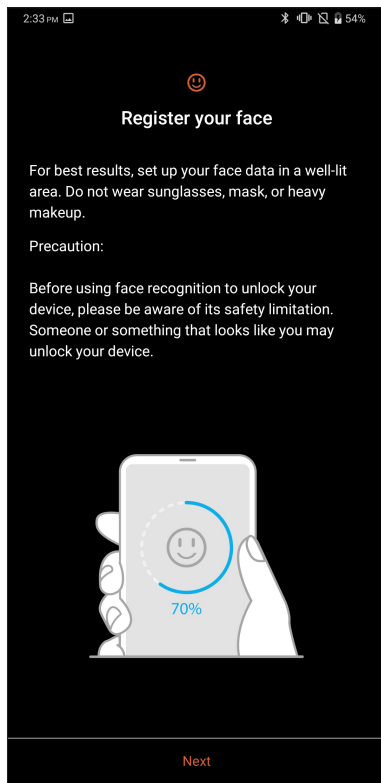 2:33 PM 54%
Register your face
For best results, set up your face data in a well-lit
area. Do not wear sunglasses, mask, or heavy
makeup.
Precaution:
Before using face recognition to unlock your
device, please be aware of its safety limitation.
Someone or something that looks like you may
unlock your device.
70%
Next